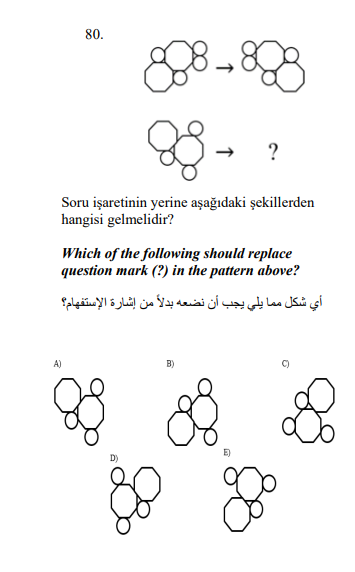 80.
?
Soru işaretinin yerine aşağıdaki şekillerden
hangisi gelmelidir?
Which of the following should replace
question mark (?) in the pattern above?
أي شكل مما يلي يجب أن نضعه بدلاً من إشارة الإستفهام؟
A)
B)
C)
D)
E)